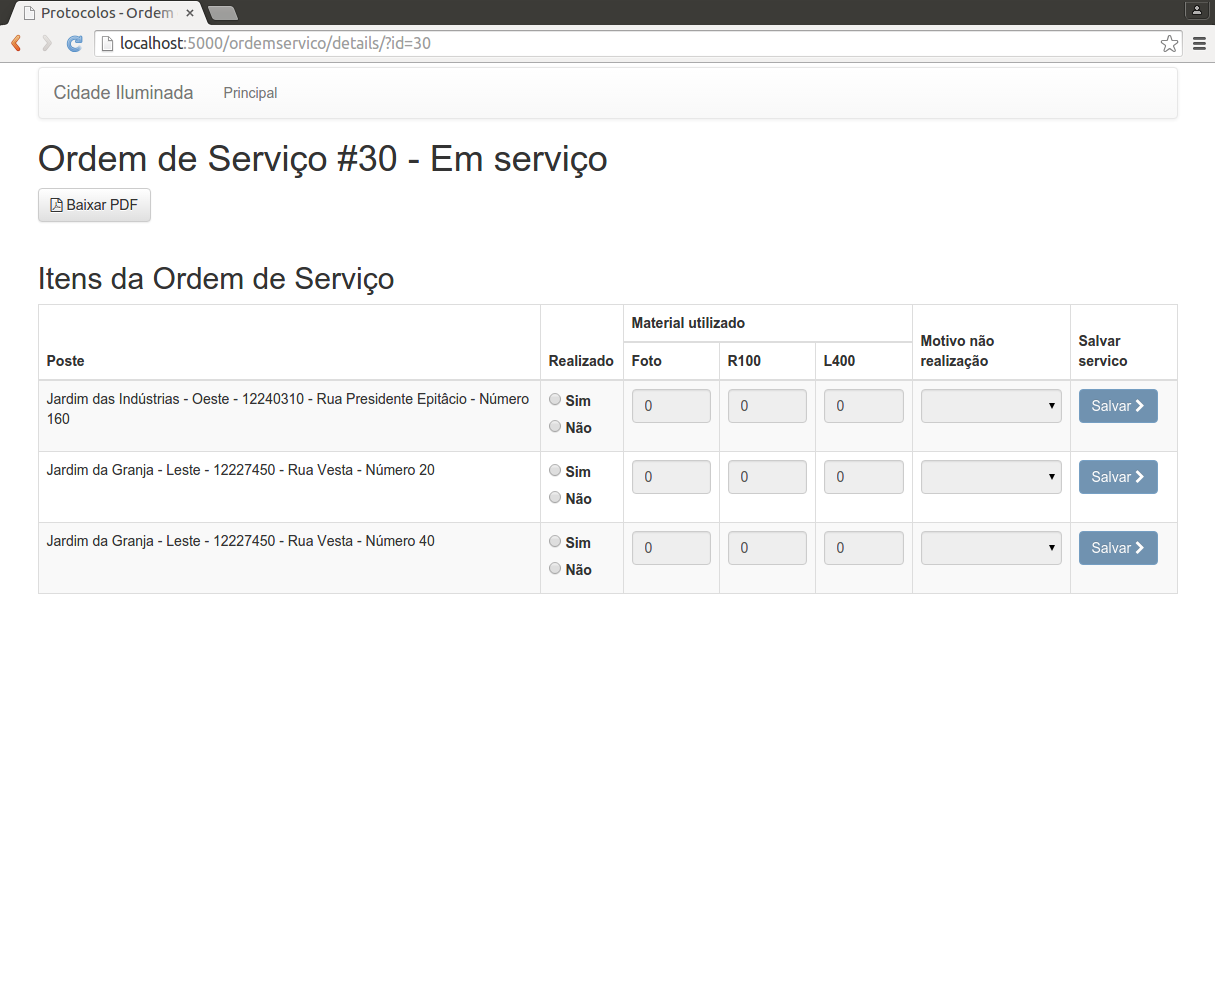 Protocolos - Ordem
localhost:5000/ordemservico/details/?id=30
Cidade Iluminada Principal
Ordem de Serviço #30 - Em serviço
Baixar PDF
Itens da Ordem de Serviço
Material utilizado
Motivo não
realização
Salvar
servico
Poste Realizado Foto R100 L400
Jardim das Indústrias - Oeste - 12240310 - Rua Presidente Epitâcio - Número
160
Sim
Não
0 0 0 Salvar
Jardim da Granja - Leste - 12227450 - Rua Vesta - Número 20
Sim
Não
0 0 0 Salvar
Jardim da Granja - Leste - 12227450 - Rua Vesta - Número 40
Sim
Não
0 0 0 Salvar